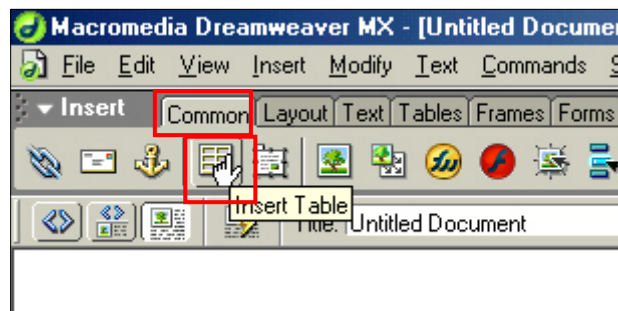 Macromedia Dreamweaver MX - [Untitled Documen
File Edit View Insert Modify Text Commands S
Insert Common Layout Text Tables Frames Forms
Insert Table
Title: Untitled Document